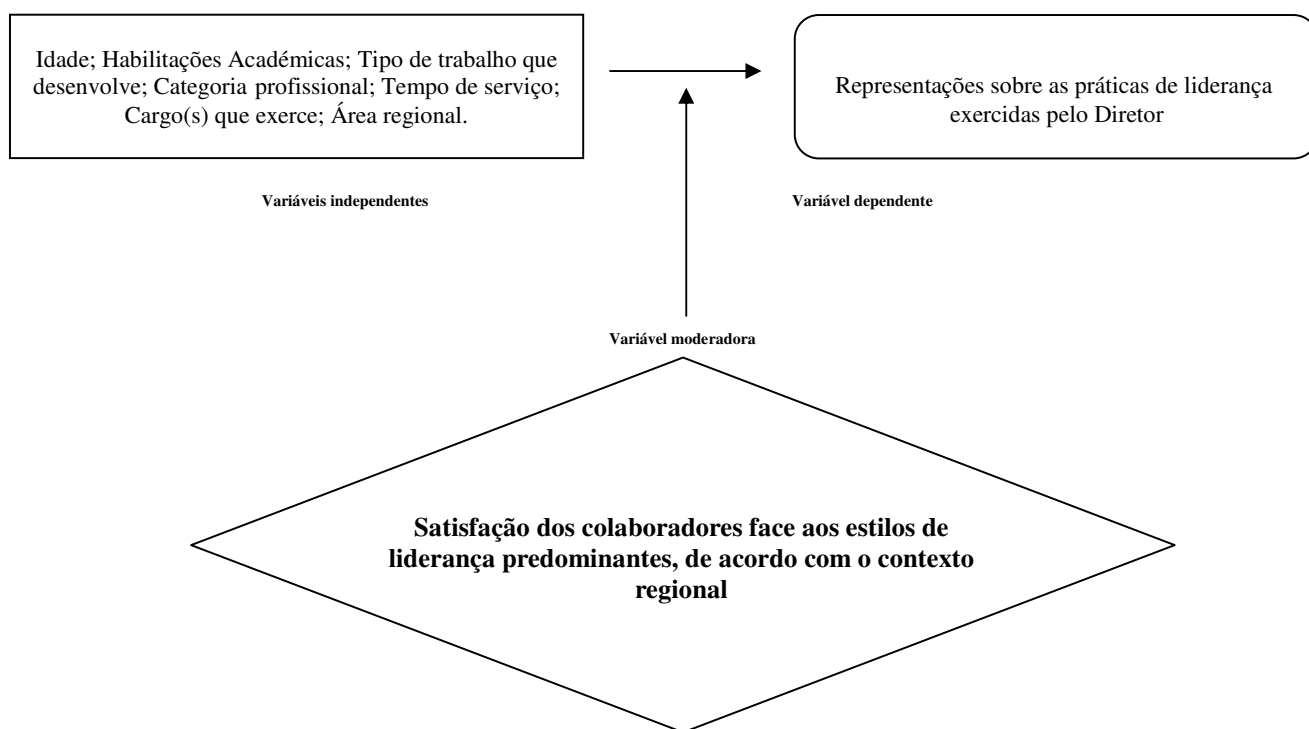 Idade; Habilitações Académicas; Tipo de trabalho que
desenvolve; Categoria profissional; Tempo de serviço;
Cargo(s) que exerce; Área regional.
Representações sobre as práticas de liderança
exercidas pelo Diretor
Variáveis independentes
Variável dependente
Variável moderadora
Satisfação dos colaboradores face aos estilos de
liderança predominantes, de acordo com o contexto
regional